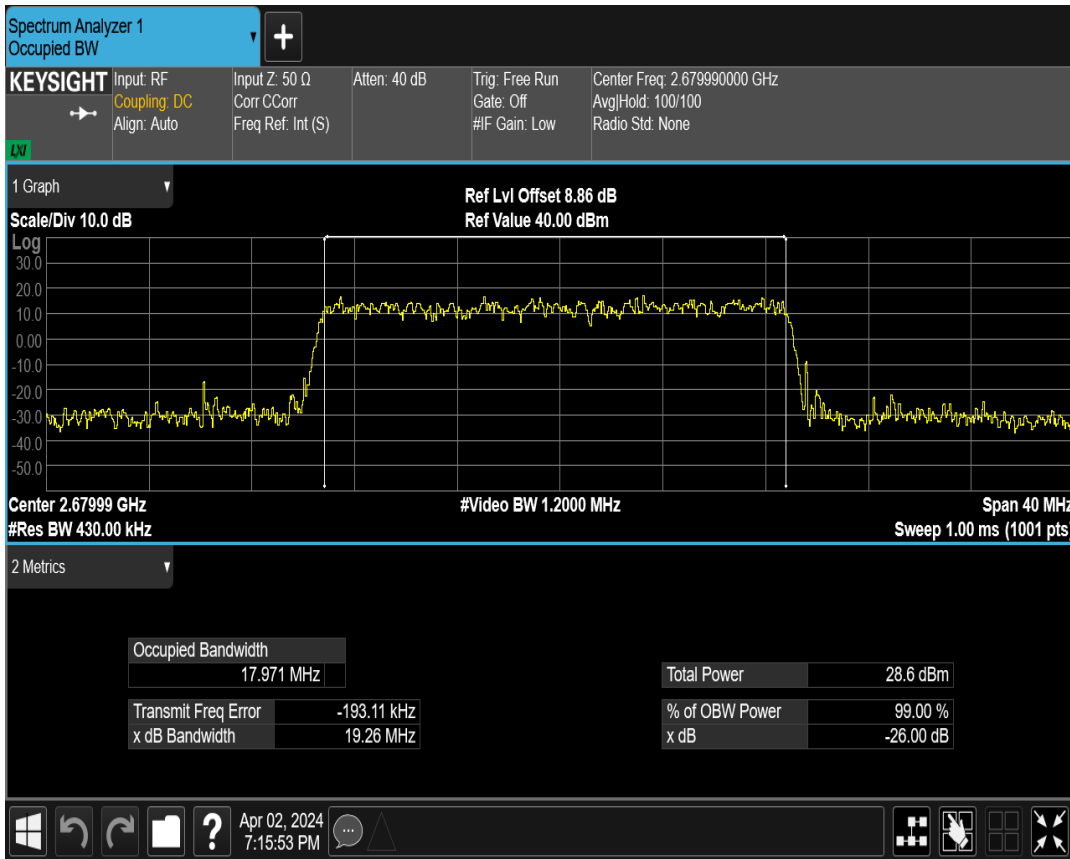 Spectrum Analyzer 1
Occupied BW
+
KEYSIGHT
LXI
Input: RF
Coupling: DC
Align: Auto
Input Z: 50 Ω
Corr CCorr
Freq Ref: Int (S)
Atten: 40 dB
Trig: Free Run
Gate: Off
#IF Gain: Low
Center Freq: 2.679990000 GHz
Avg|Hold: 100/100
Radio Std: None
1 Graph
Scale/Div 10.0 dB
Ref Lvl Offset 8.86 dB
Ref Value 40.00 dBm
Log
30.0
20.0
10.0
0.00
-10.0
-20.0
-30.0
-40.0
-50.0
Center 2.67999 GHz
#Video BW 1.2000 MHz
Span 40 MHz
#Res BW 430.00 kHz
Sweep 1.00 ms (1001 pts)
2 Metrics
Occupied Bandwidth
17.971 MHz
Total Power 28.6 dBm
Transmit Freq Error -193.11 kHz
% of OBW Power 99.00 %
x dB Bandwidth 19.26 MHz
x dB -26.00 dB
?
Apr 02, 2024
7:15:53 PM